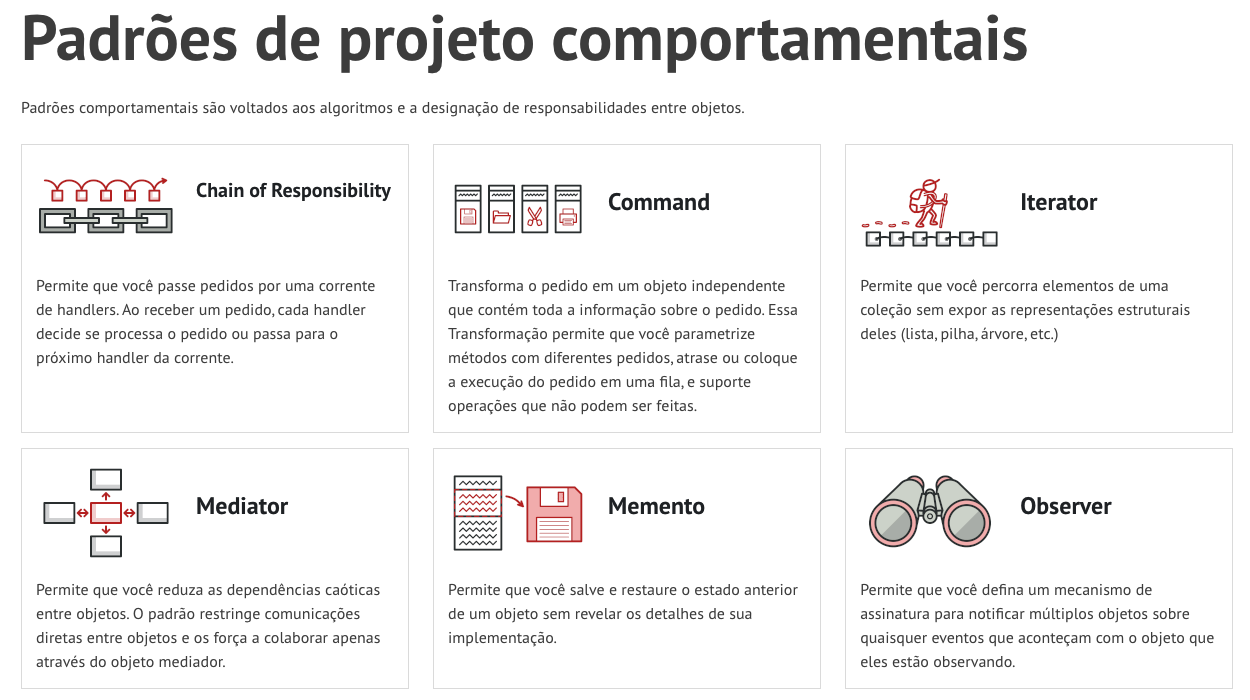 Padrões de projeto comportamentais
Padrões comportamentais são voltados aos algoritmos e a designação de responsabilidades entre objetos.
Chain of Responsibility
Permite que você passe pedidos por uma corrente
de handlers. Ao receber um pedido, cada handler
decide se processa o pedido ou passa para o
próximo handler da corrente.
Command
Transforma o pedido em um objeto independente
que contém toda a informação sobre o pedido. Essa
Transformação permite que você parametrize
métodos com diferentes pedidos, atrase ou coloque
a execução do pedido em uma fila, e suporte
operações que não podem ser feitas.
Iterator
Permite que você percorra elementos de uma
coleção sem expor as representações estruturais
deles (lista, pilha, árvore, etc.)
Mediator
Permite que você reduza as dependências caóticas
entre objetos. O padrão restringe comunicações
diretas entre objetos e os força a colaborar apenas
através do objeto mediador.
Memento
Permite que você salve e restaure o estado anterior
de um objeto sem revelar os detalhes de sua
implementação.
Observer
Permite que você defina um mecanismo de
assinatura para notificar múltiplos objetos sobre
quaisquer eventos que aconteçam com o objeto que
eles estão observando.